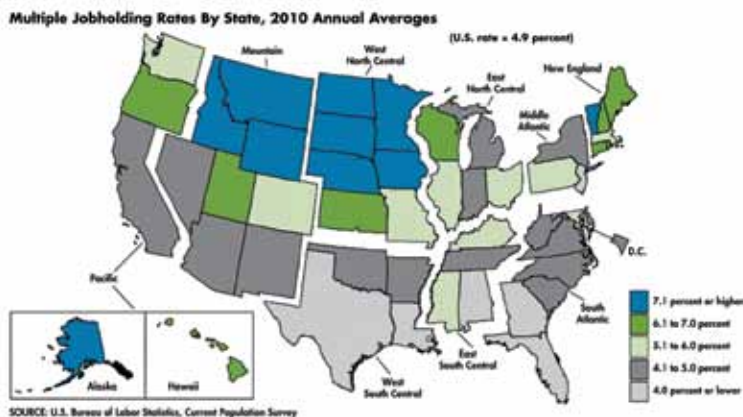 Multiple Jobholding Rates By State, 2010 Annual Averages
(U.S. rate = 4.9 percent)
Mountain
West
North Central
East
North Central
New England
Middle
Atlantic
D.C.
Pacific
South
Atlantic
East
South Central
West
South Central
Alaska
Hawaii
7.1 percent or higher
6.1 to 7.0 percent
5.1 to 6.0 percent
4.1 to 5.0 percent
4.0 percent or lower
SOURCE: U.S. Bureau of Labor Statistics, Current Population Survey